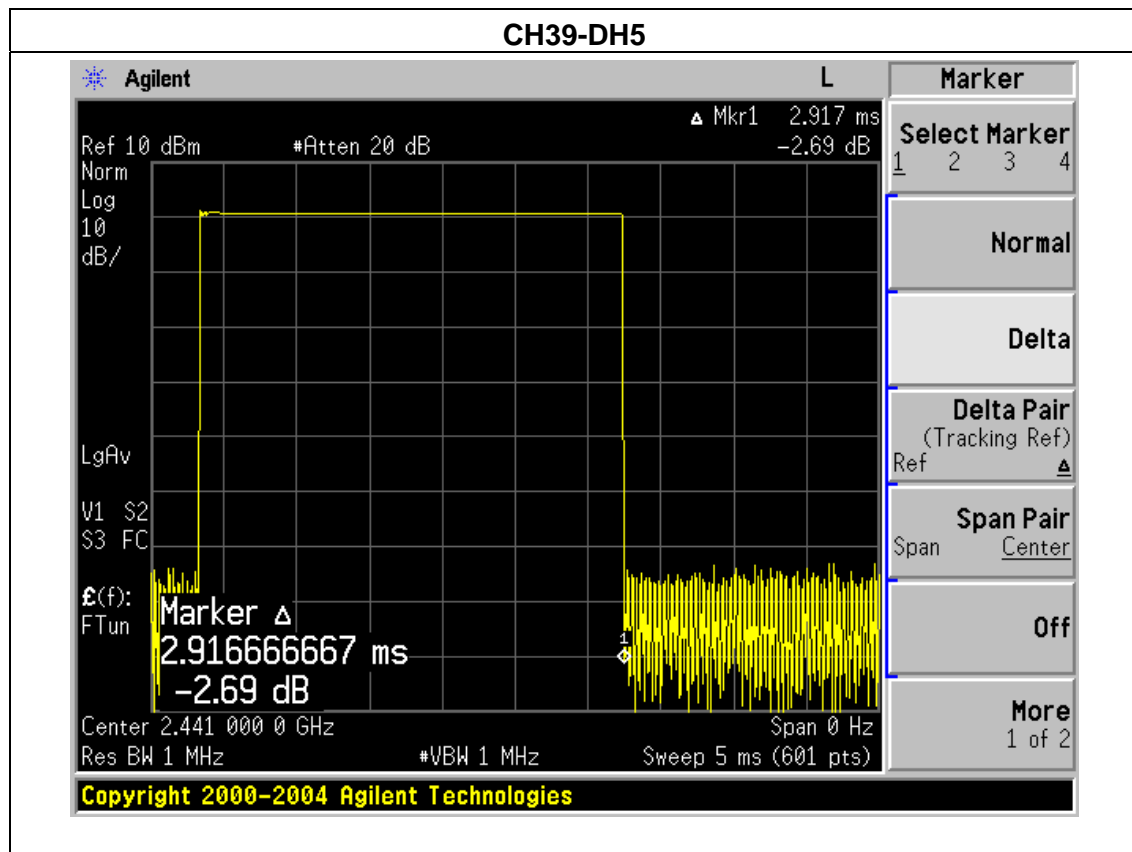 CH39-DH5
Agilent L
Δ Mkr1 2.917 ms
Ref 10 dBm #Atten 20 dB -2.69 dB
Norm
Log
10
dB/
LgAv
V1 S2
S3 FC
£(f):
FTun
Marker Δ
2.916666667 ms
-2.69 dB
1
Center 2.441 000 0 GHz Span 0 Hz
Res BW 1 MHz #VBW 1 MHz Sweep 5 ms (601 pts)
Copyright 2000-2004 Agilent Technologies
Marker
Select Marker
1 2 3 4
Normal
Delta
Delta Pair
(Tracking Ref)
Ref Δ
Span Pair
Span Center
Off
More
1 of 2